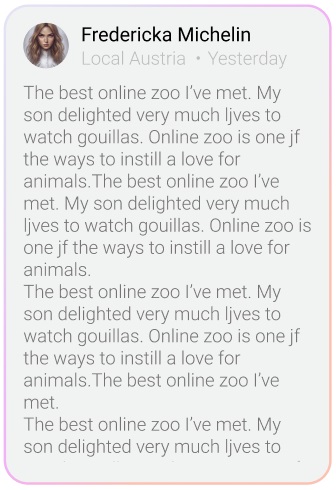 Fredericka Michelin
Local Austria • Yesterday
The best online zoo I’ve met. My
son delighted very much ljves to
watch gouillas. Online zoo is one jf
the ways to instill a love for
animals.The best online zoo I’ve
met. My son delighted very much
ljves to watch gouillas. Online zoo is
one jf the ways to instill a love for
animals.
The best online zoo I’ve met. My
son delighted very much ljves to
watch gouillas. Online zoo is one jf
the ways to instill a love for
animals.The best online zoo I’ve
met.
The best online zoo I’ve met. My
son delighted very much ljves to